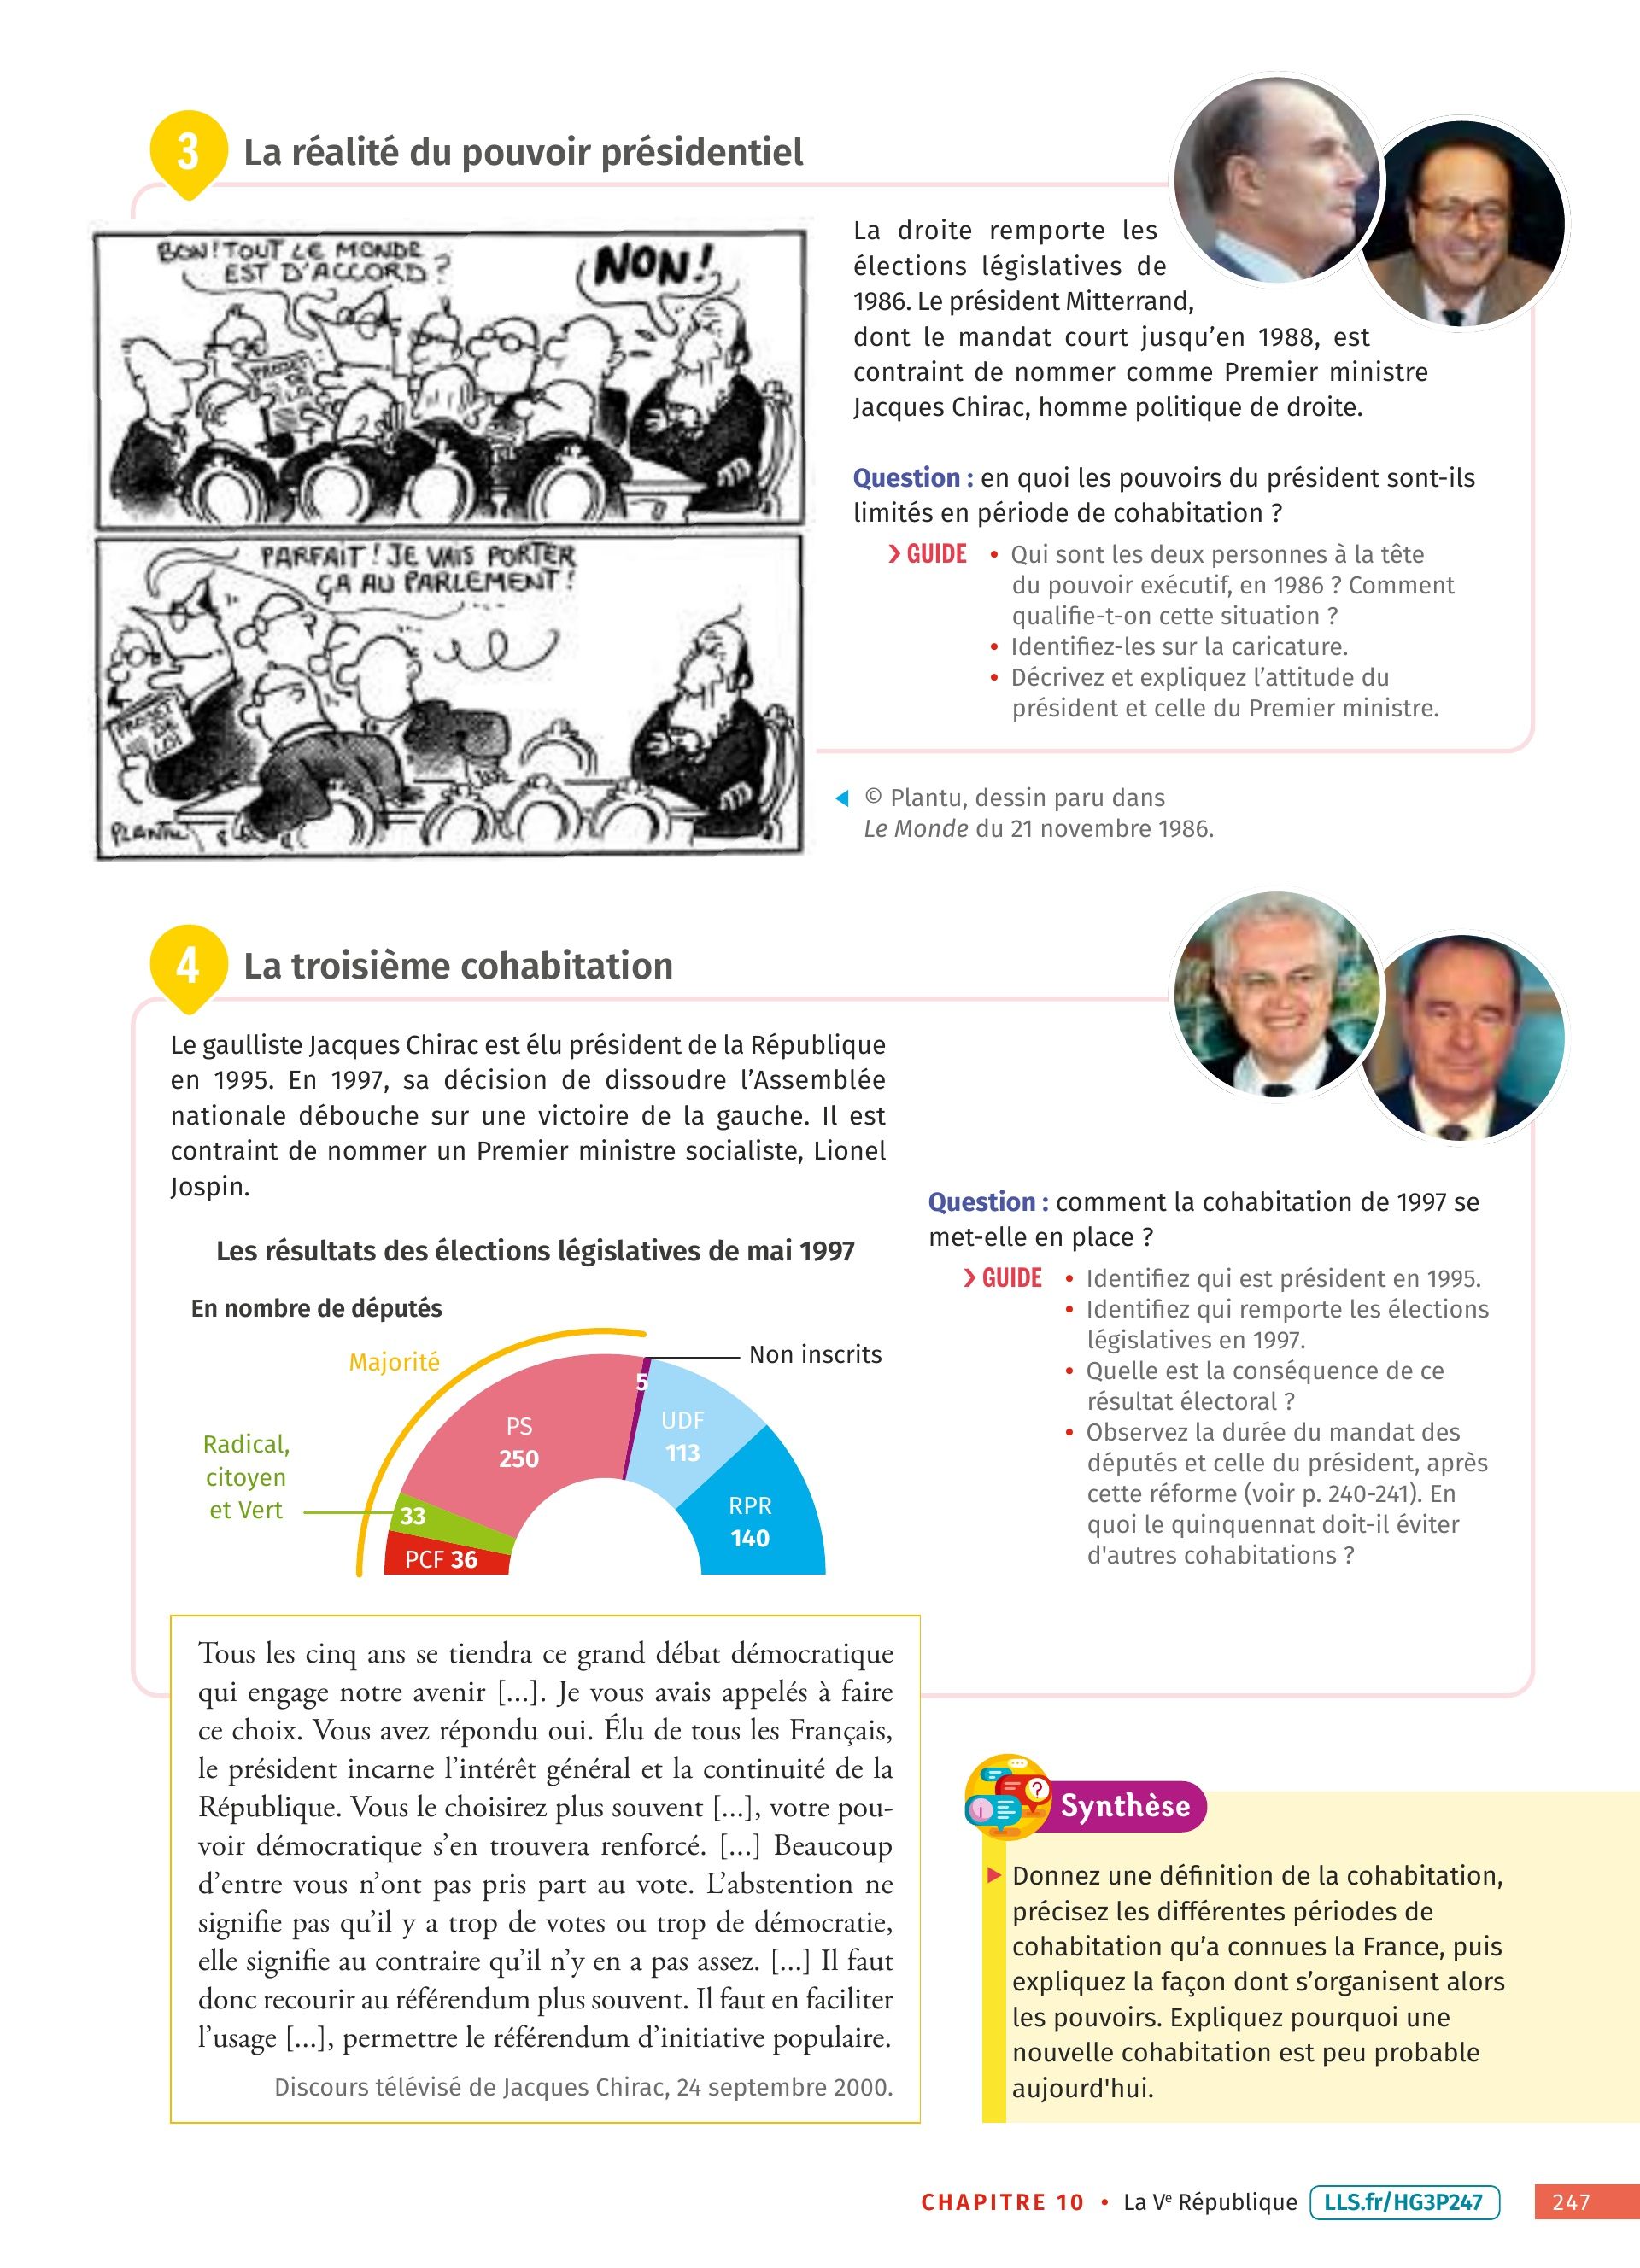 3
La réalité du pouvoir présidentiel
BON! TOUT LE MONDE
EST D'ACCORD?
NON!
PROJET
DE
LOI
PARFAIT! JE VAIS PORTER
ÇA AU PARLEMENT!
PROJET
DE
LOI
PLANTU
La droite remporte les
élections législatives de
1986. Le président Mitterrand,
dont le mandat court jusqu'en 1988, est
contraint de nommer comme Premier ministre
Jacques Chirac, homme politique de droite.
Question : en quoi les pouvoirs du président sont-ils
limités en période de cohabitation ?
› GUIDE • Qui sont les deux personnes à la tête
du pouvoir exécutif, en 1986 ? Comment
qualifie-t-on cette situation ?
• Identifiez-les sur la caricature.
• Décrivez et expliquez l'attitude du
président et celle du Premier ministre.
© Plantu, dessin paru dans
Le Monde du 21 novembre 1986.
4
La troisième cohabitation
Le gaulliste Jacques Chirac est élu président de la République
en 1995. En 1997, sa décision de dissoudre l'Assemblée
nationale débouche sur une victoire de la gauche. Il est
contraint de nommer un Premier ministre socialiste, Lionel
Jospin.
Les résultats des élections législatives de mai 1997
En nombre de députés
Majorité
Non inscrits
5
PS
250
UDF
113
Radical,
citoyen
et Vert
33
RPR
140
PCF 36
Question : comment la cohabitation de 1997 se
met-elle en place ?
› GUIDE • Identifiez qui est président en 1995.
• Identifiez qui remporte les élections
législatives en 1997.
• Quelle est la conséquence de ce
résultat électoral ?
• Observez la durée du mandat des
députés et celle du président, après
cette réforme (voir p. 240-241). En
quoi le quinquennat doit-il éviter
d'autres cohabitations ?
Tous les cinq ans se tiendra ce grand débat démocratique
qui engage notre avenir [...]. Je vous avais appelés à faire
ce choix. Vous avez répondu oui. Élu de tous les Français,
le président incarne l'intérêt général et la continuité de la
République. Vous le choisirez plus souvent [...], votre pou-
voir démocratique s'en trouvera renforcé. [...] Beaucoup
d'entre vous n'ont pas pris part au vote. L'abstention ne
signifie pas qu'il y a trop de votes ou trop de démocratie,
elle signifie au contraire qu'il n'y en a pas assez. [...] Il faut
donc recourir au référendum plus souvent. Il faut en faciliter
l'usage [...], permettre le référendum d'initiative populaire.
Discours télévisé de Jacques Chirac, 24 septembre 2000.
Synthèse
Donnez une définition de la cohabitation,
précisez les différentes périodes de
cohabitation qu'a connues la France, puis
expliquez la façon dont s'organisent alors
les pouvoirs. Expliquez pourquoi une
nouvelle cohabitation est peu probable
aujourd'hui.
CHAPITRE 10 • La Ve République LLS.fr/HG3P247 247